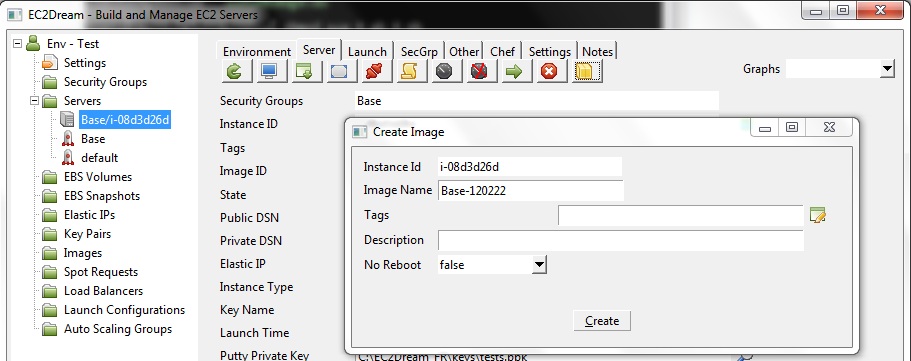 EC2Dream - Build and Manage EC2 Servers
Env - Test
Settings
Security Groups
Servers
Base/i-08d3d26d
Base
default
EBS Volumes
EBS Snapshots
Elastic IPs
Key Pairs
Images
Spot Requests
Load Balancers
Launch Configurations
Auto Scaling Groups
Environment Server Launch SecGrp Other Chef Settings Notes
Graphs
Security Groups Base
Instance ID
Tags
Image ID
State
Public DSN
Private DSN
Elastic IP
Instance Type
Key Name
Launch Time
Putty Private Key C:\EC2Dream_FR\keys\tests.ppk
Create Image
Instance Id i-08d3d26d
Image Name Base-120222
Tags
Description
No Reboot false
Create